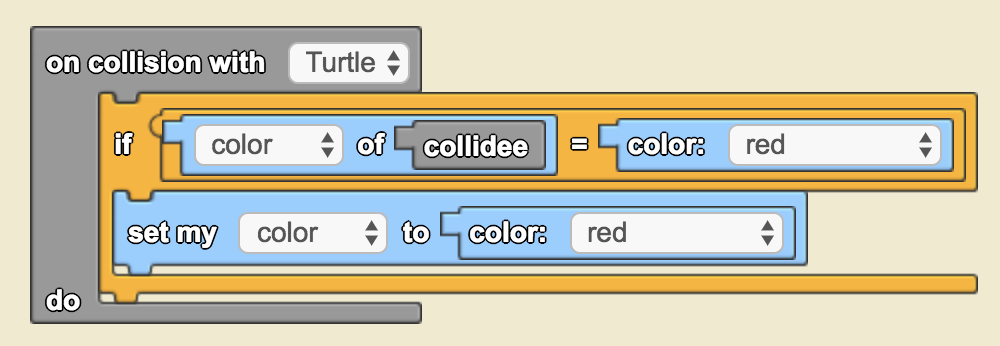 on collision with Turtle
if color of collidee = color: red
set my color to color: red
do